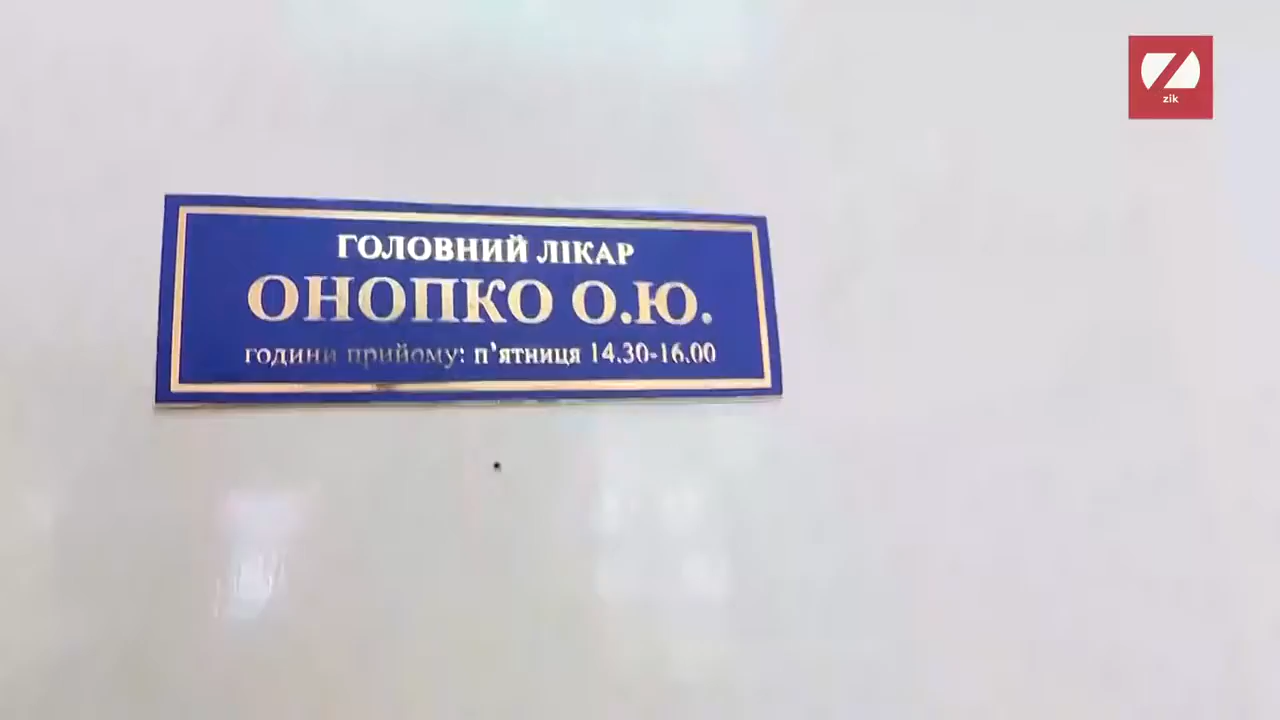 zik
ГОЛОВНИЙ ЛІКАР
ОНОПКО О.Ю.
години прийому: п'ятниця 14.30-16.00